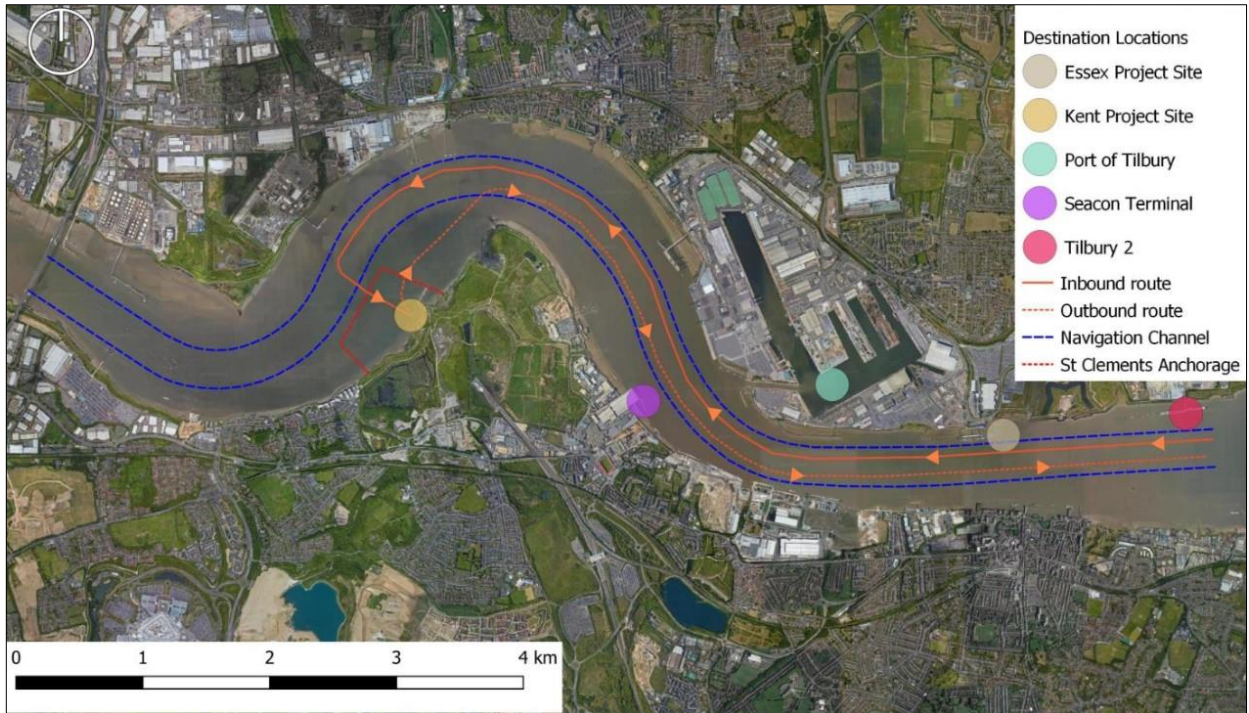 Destination Locations
Essex Project Site
Kent Project Site
Port of Tilbury
Seacon Terminal
Tilbury 2
Inbound route
Outbound route
Navigation Channel
St Clements Anchorage
0 1 2 3 4 km